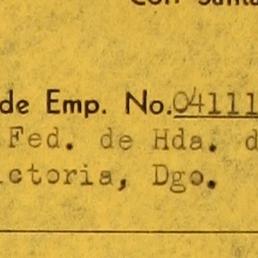 de Emp. No. 04111
Fed. de Hda. d
ctoria, Dgo.